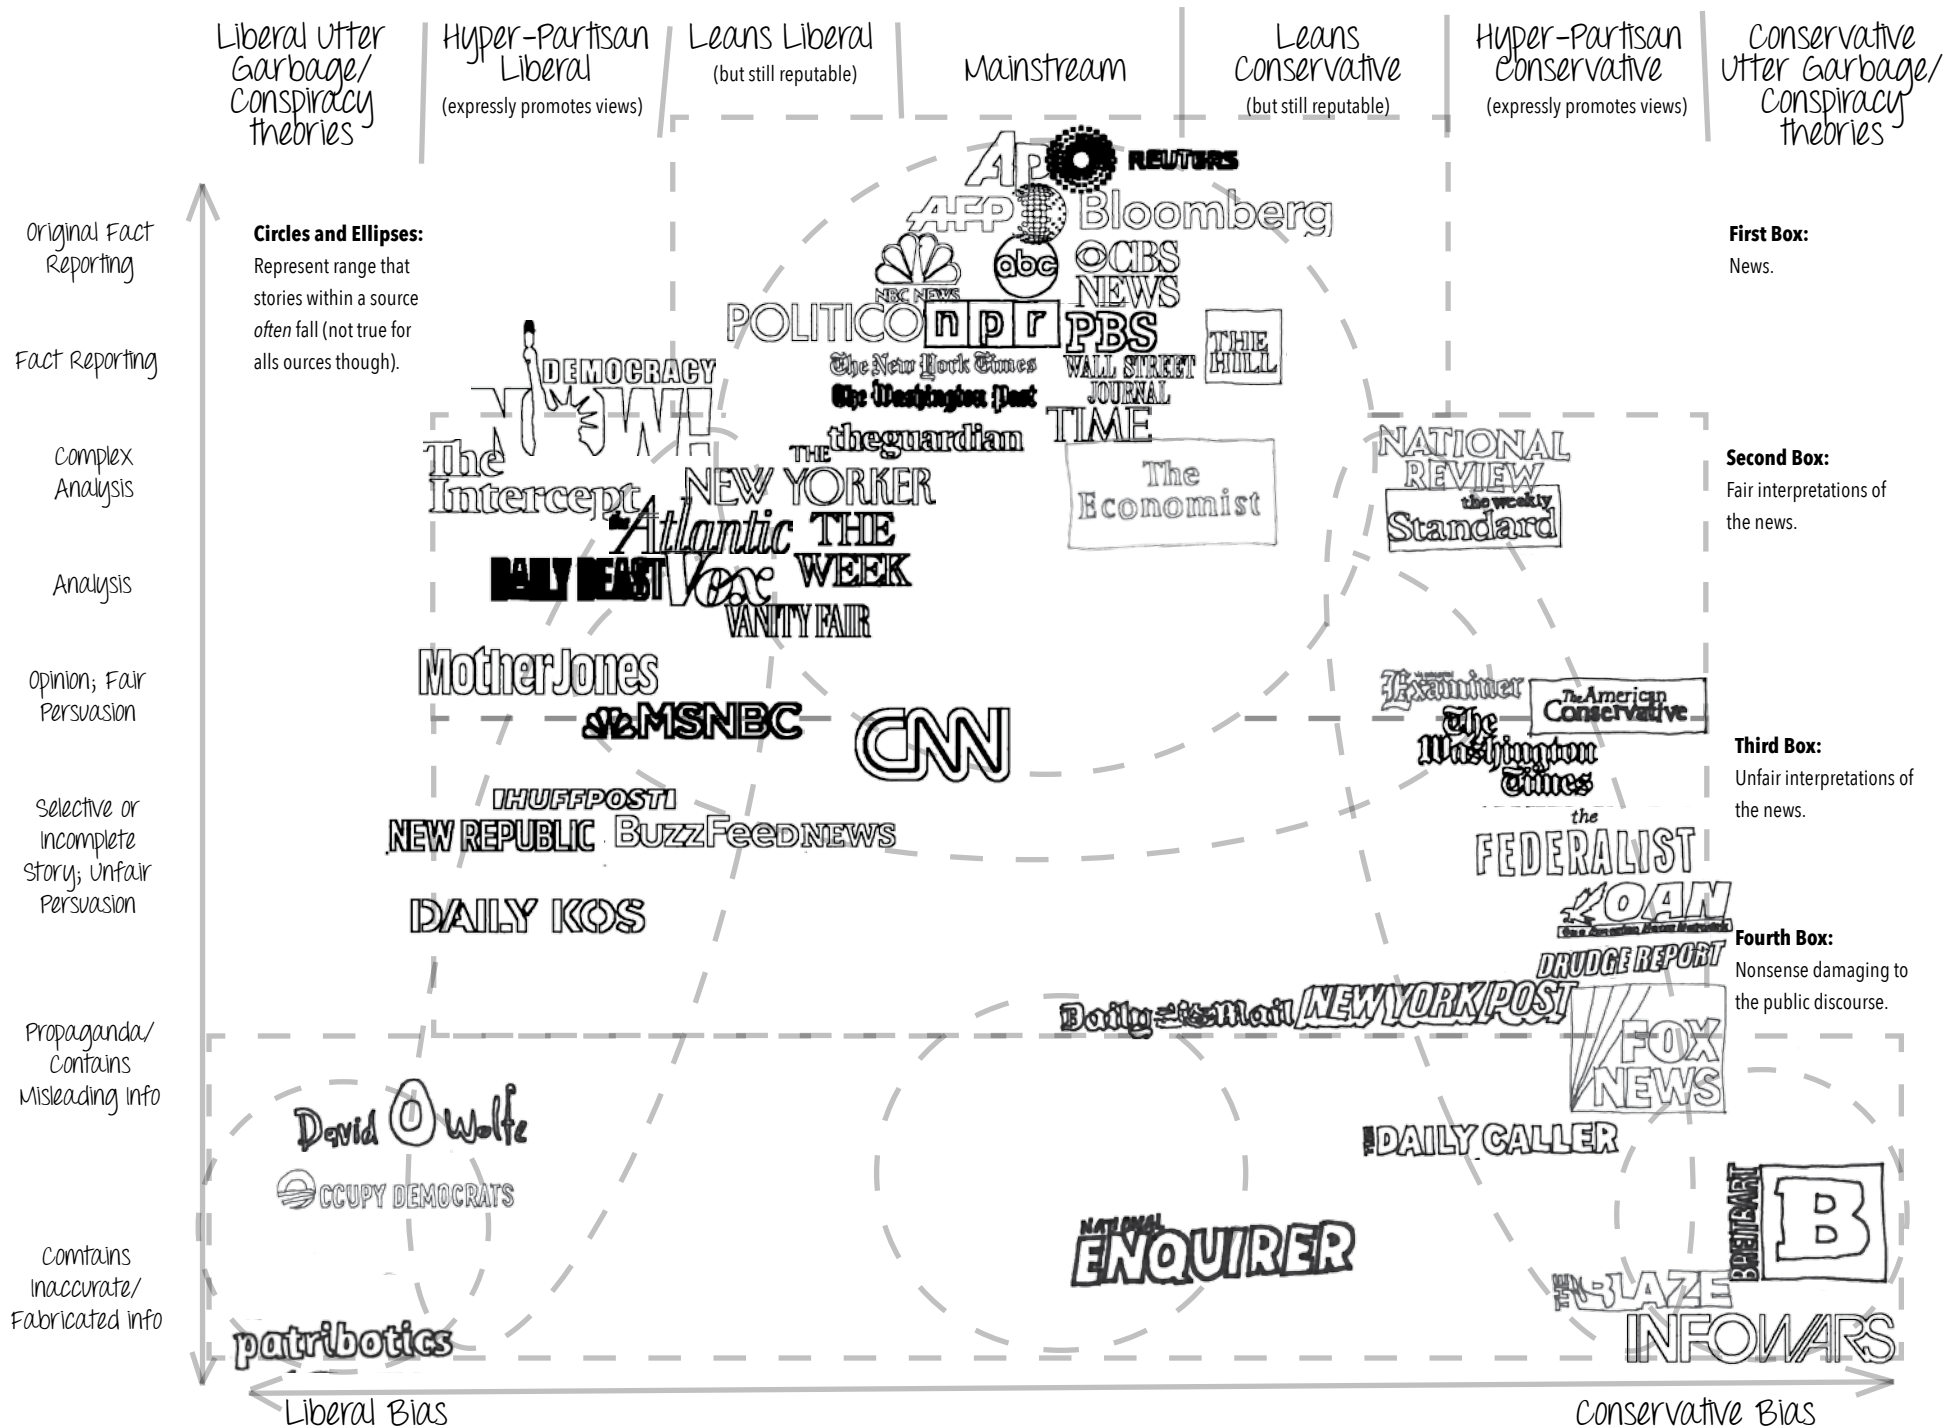 Liberal Utter
Garbage/
Conspiracy
theories
Hyper-Partisan
Liberal
(expressly promotes views)
Leans Liberal
(but still reputable)
Mainstream
Leans
Conservative
(but still reputable)
Hyper-Partisan
Conservative
(expressly promotes views)
Conservative
Utter Garbage/
Conspiracy
theories
Original Fact
Reporting
Fact Reporting
Complex
Analysis
Analysis
Opinion; Fair
Persuasion
Selective or
Incomplete
Story; Unfair
Persuasion
Propaganda/
Contains
Misleading Info
Comtains
Inaccurate/
Fabricated info
Circles and Ellipses:
Represent range that
stories within a source
often fall (not true for
alls ources though).
First Box:
News.
Second Box:
Fair interpretations of
the news.
Third Box:
Unfair interpretations of
the news.
Fourth Box:
Nonsense damaging to
the public discourse.
AP
REUTERS
AFP
Bloomberg
NBC NEWS
abc
CBS
NEWS
POLITICO
npr
PBS
THE
HILL
The New York Times
WALL STREET
JOURNAL
The Washington Post
TIME
DEMOCRACY
NOW!
theguardian
The
Intercept
THE
NEW YORKER
The
Economist
NATIONAL
REVIEW
the weekly
Standard
the Atlantic
THE
WEEK
DAILY BEAST
Vox
VANITY FAIR
Mother Jones
MSNBC
CNN
Examiner
The American
Conservative
The
Washington
Times
HUFFPOST
NEW REPUBLIC
BUZZFEEDNEWS
the
FEDERALIST
DAILY KOS
OAN
One America News Network
DRUDGE REPORT
Daily Mail
NEW YORK POST
FOX
NEWS
David Wolfe
OCCUPY DEMOCRATS
THE DAILY CALLER
NATIONAL
ENQUIRER
BREITBART
B
THE BLAZE
INFOWARS
patribotics
Liberal Bias
Conservative Bias